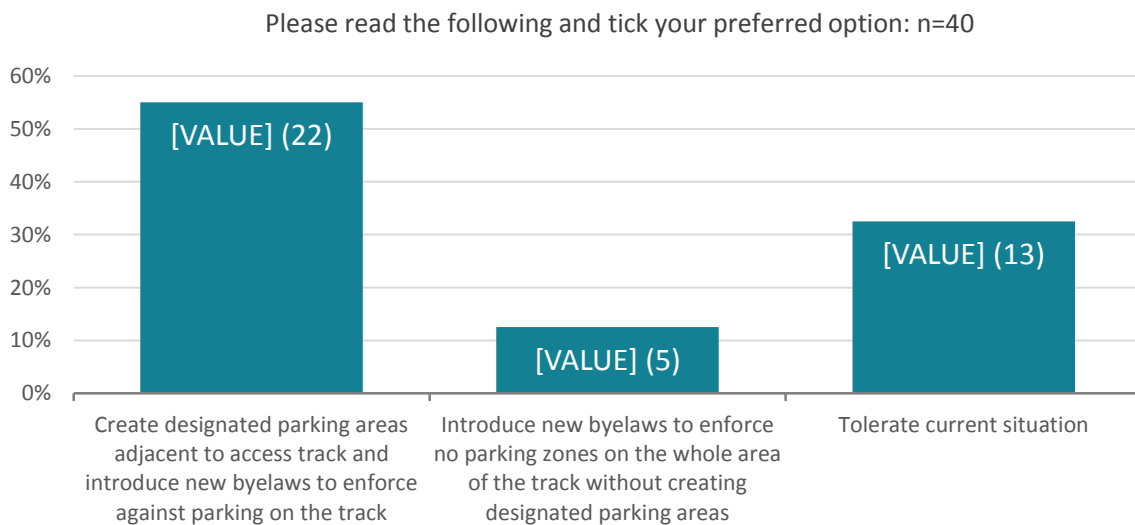 Please read the following and tick your preferred option: n=40
60%
50%
40%
30%
20%
10%
0%
[VALUE] (22)
[VALUE] (5)
[VALUE] (13)
Create designated parking areas
adjacent to access track and
introduce new byelaws to enforce
against parking on the track
Introduce new byelaws to enforce
no parking zones on the whole area
of the track without creating
designated parking areas
Tolerate current situation